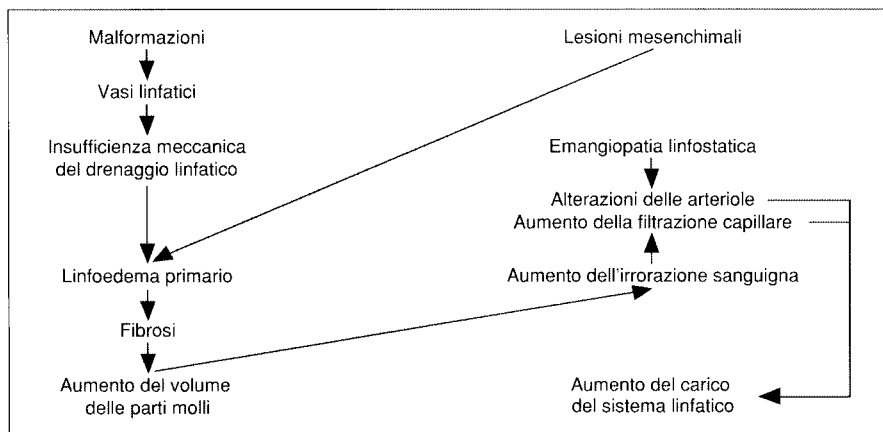 Malformazioni
Lesioni mesenchimali
Vasi linfatici
Insufficienza meccanica
del drenaggio linfatico
Emangiopatia linfostatica
Alterazioni delle arteriole
Aumento della filtrazione capillare
Linfoedema primario
Aumento dell'irrorazione sanguigna
Fibrosi
Aumento del volume
delle parti molli
Aumento del carico
del sistema linfatico